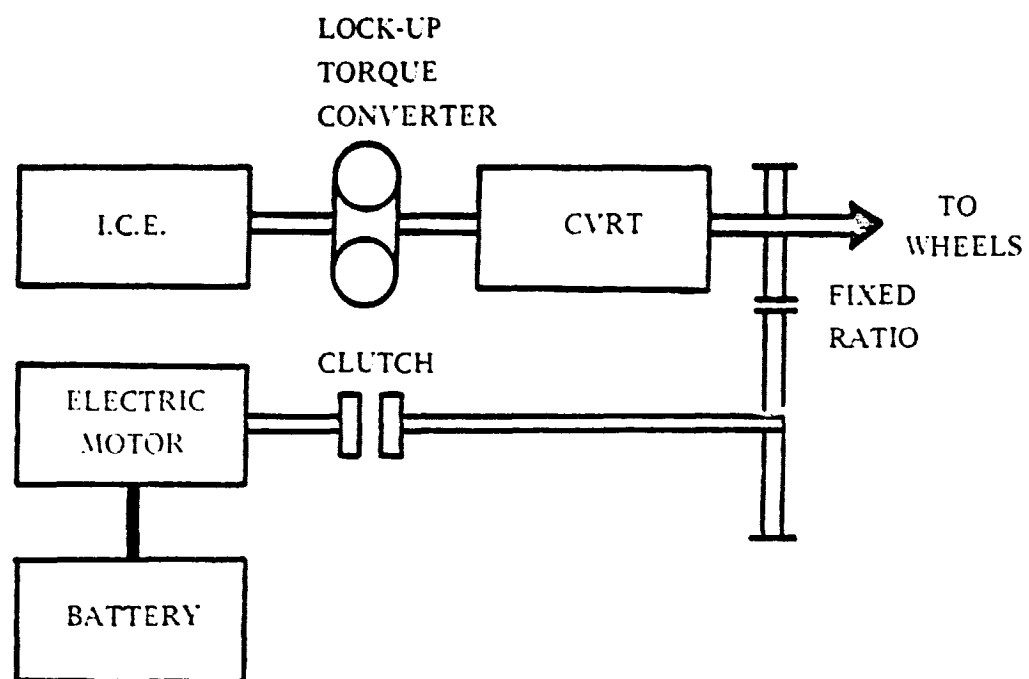 LOCK-UP
TORQUE
CONVERTER
I.C.E.
CVRT
TO
WHEELS
FIXED
RATIO
CLUTCH
ELECTRIC
MOTOR
BATTERY